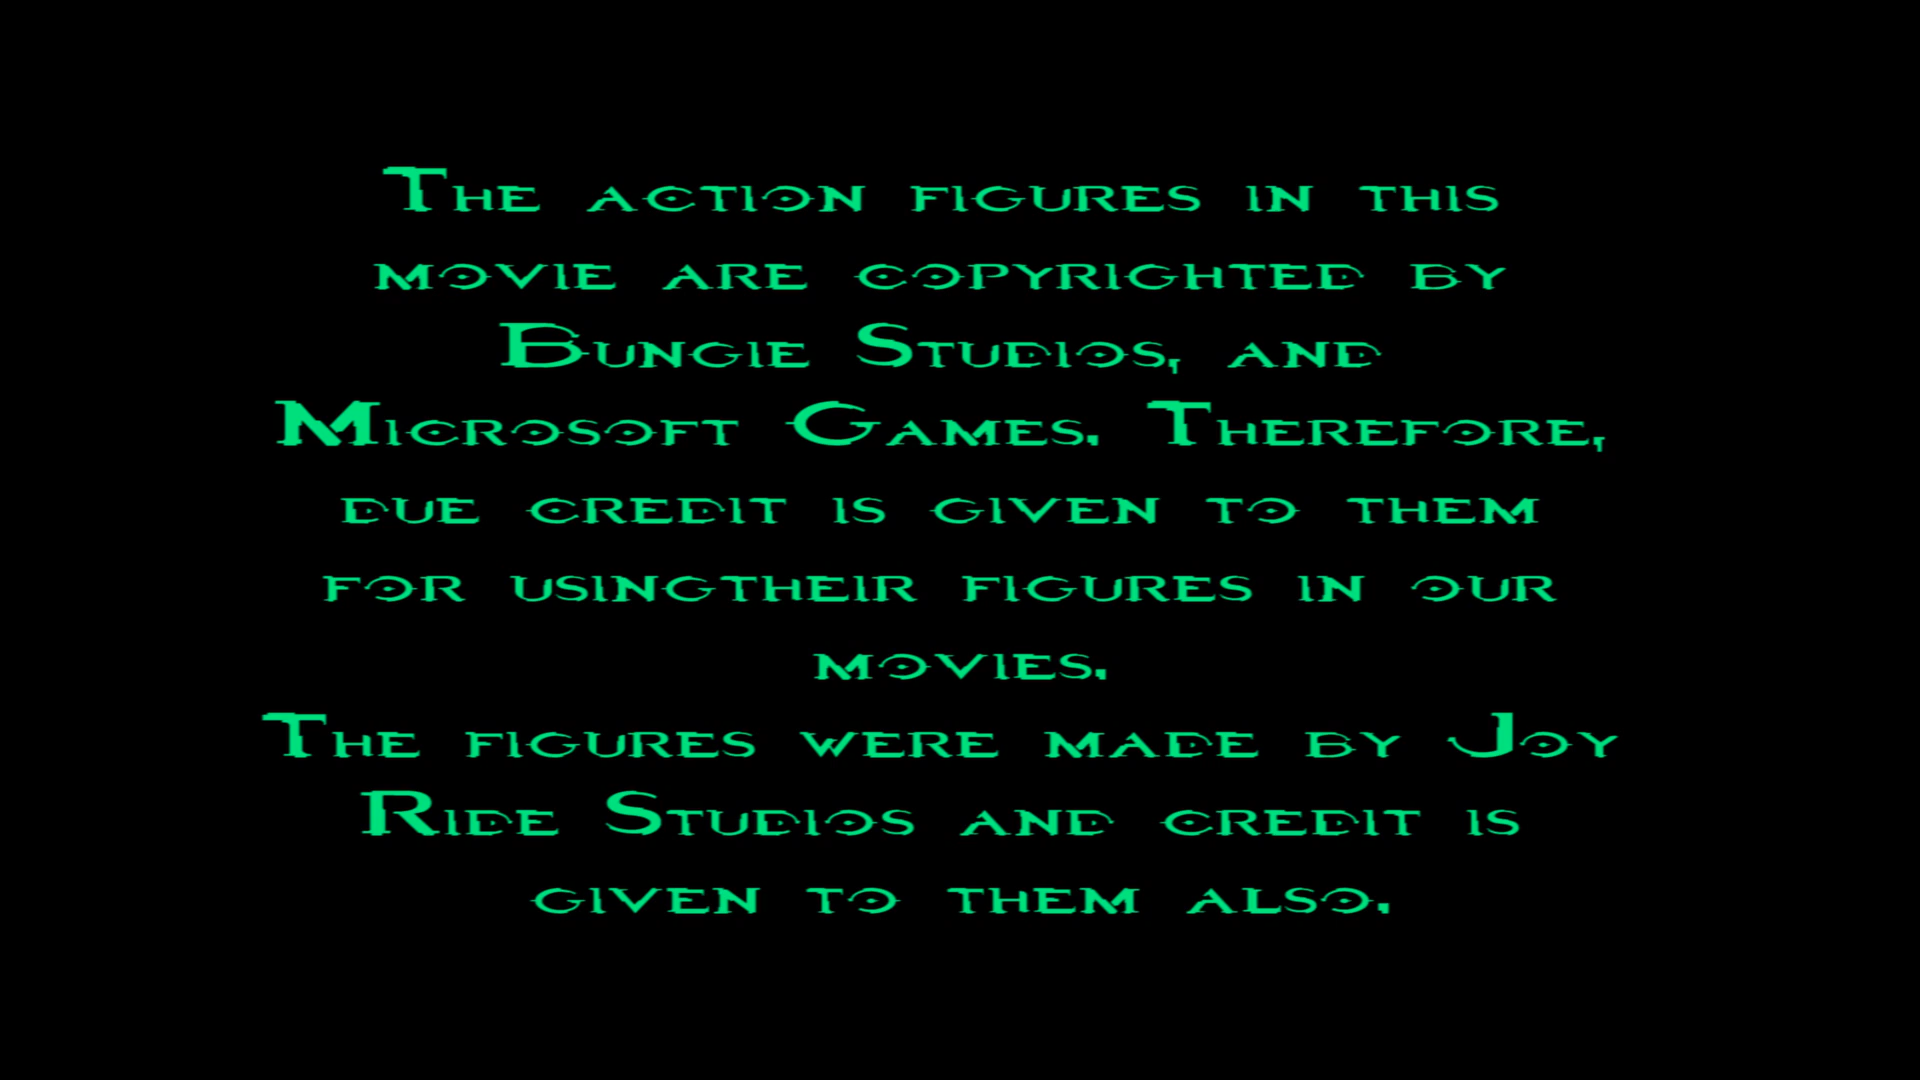 The action figures in this
movie are copyrighted by
Bungie Studios, and
Microsoft Games. Therefore,
due credit is given to them
for usingtheir figures in our
movies.
The figures were made by Joy
Ride Studios and credit is
given to them also.